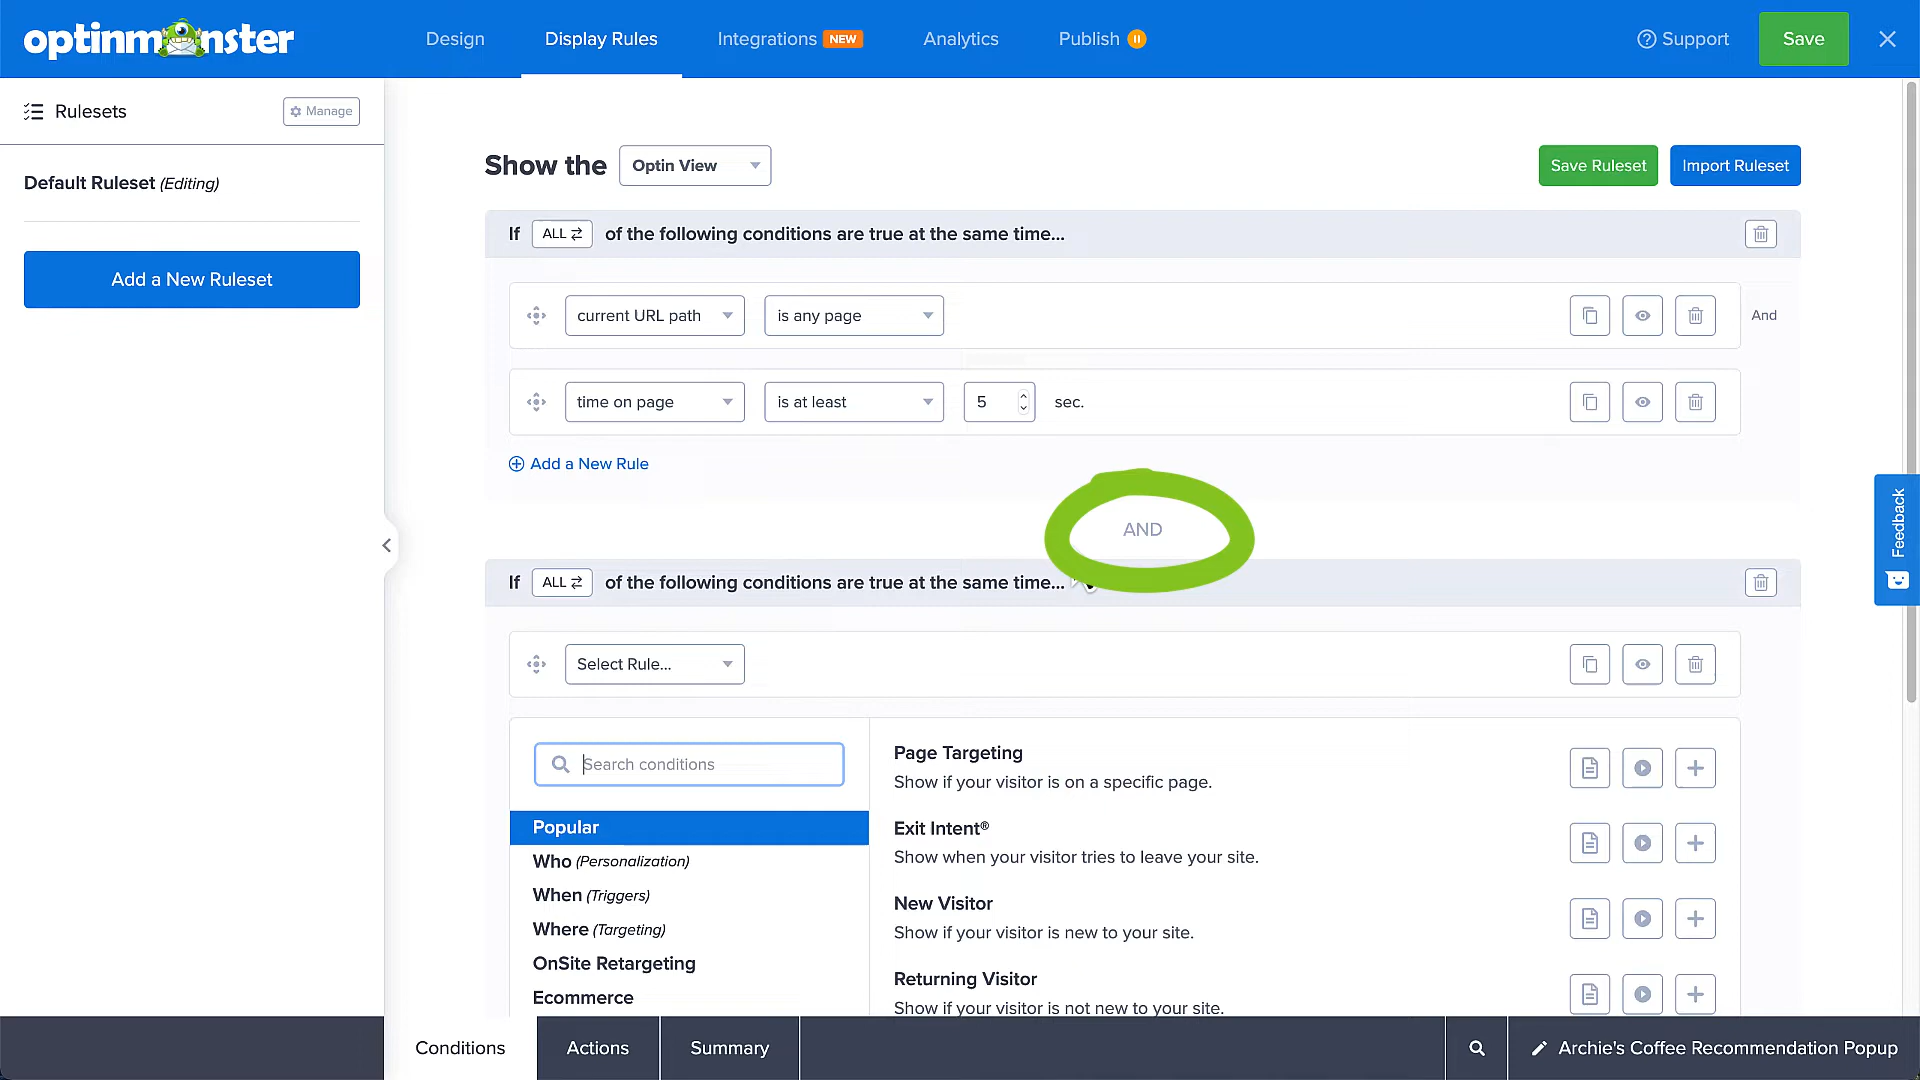 optinmonster
Design
Display Rules
Integrations NEW
Analytics
Publish
Support
Save
Rulesets
Manage
Default Ruleset (Editing)
Add a New Ruleset
Show the
Optin View
Save Ruleset
Import Ruleset
If ALL of the following conditions are true at the same time...
current URL path
is any page
And
time on page
is at least
5
sec.
Add a New Rule
AND
If ALL of the following conditions are true at the same time...
Select Rule...
Search conditions
Popular
Who (Personalization)
When (Triggers)
Where (Targeting)
OnSite Retargeting
Ecommerce
Page Targeting
Show if your visitor is on a specific page.
Exit Intent®
Show when your visitor tries to leave your site.
New Visitor
Show if your visitor is new to your site.
Returning Visitor
Show if your visitor is not new to your site.
Feedback
Conditions
Actions
Summary
Archie's Coffee Recommendation Popup